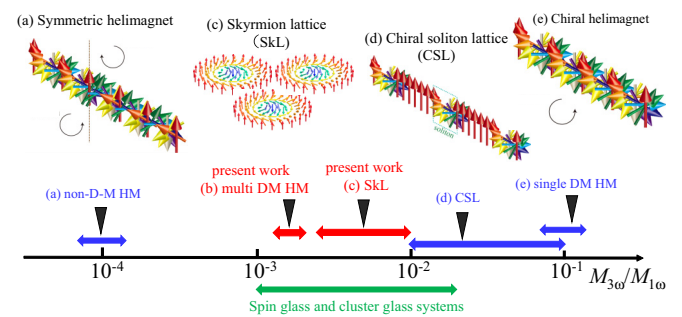 (a) Symmetric helimagnet
(c) Skyrmion lattice
(SkL)
(d) Chiral soliton lattice
(CSL)
(e) Chiral helimagnet
soliton
present work
(b) multi DM HM
present work
(c) SkL
(a) non-D-M HM
(d) CSL
(e) single DM HM
10⁻⁴
10⁻³
10⁻²
10⁻¹
M₃ω/M₁ω
Spin glass and cluster glass systems